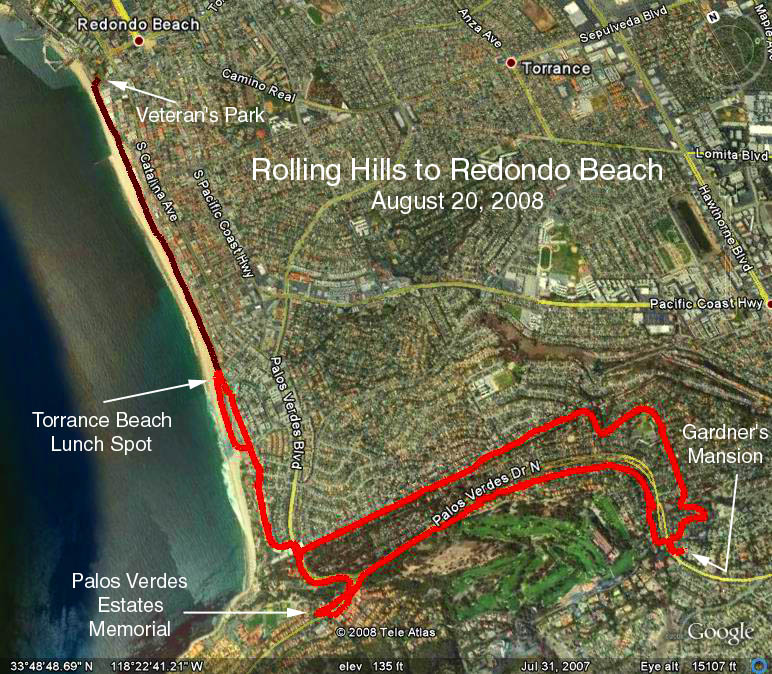 Redondo Beach
Anza Ave
Sepulveda Blvd
N
Torrance
Camino Real
Veteran's Park
Lomita Blvd
Rolling Hills to Redondo Beach
August 20, 2008
S Catalina Ave
S Pacific Coast Hwy
Hawthorne Blvd
Pacific Coast Hwy
Palos Verdes Blvd
Torrance Beach
Lunch Spot
Gardner's
Mansion
Palos Verdes Dr N
Palos Verdes
Estates
Memorial
© 2008 Tele Atlas
Google
33°48'48.69" N 118°22'41.21" W elev 135 ft Jul 31, 2007 Eye alt 15107 ft